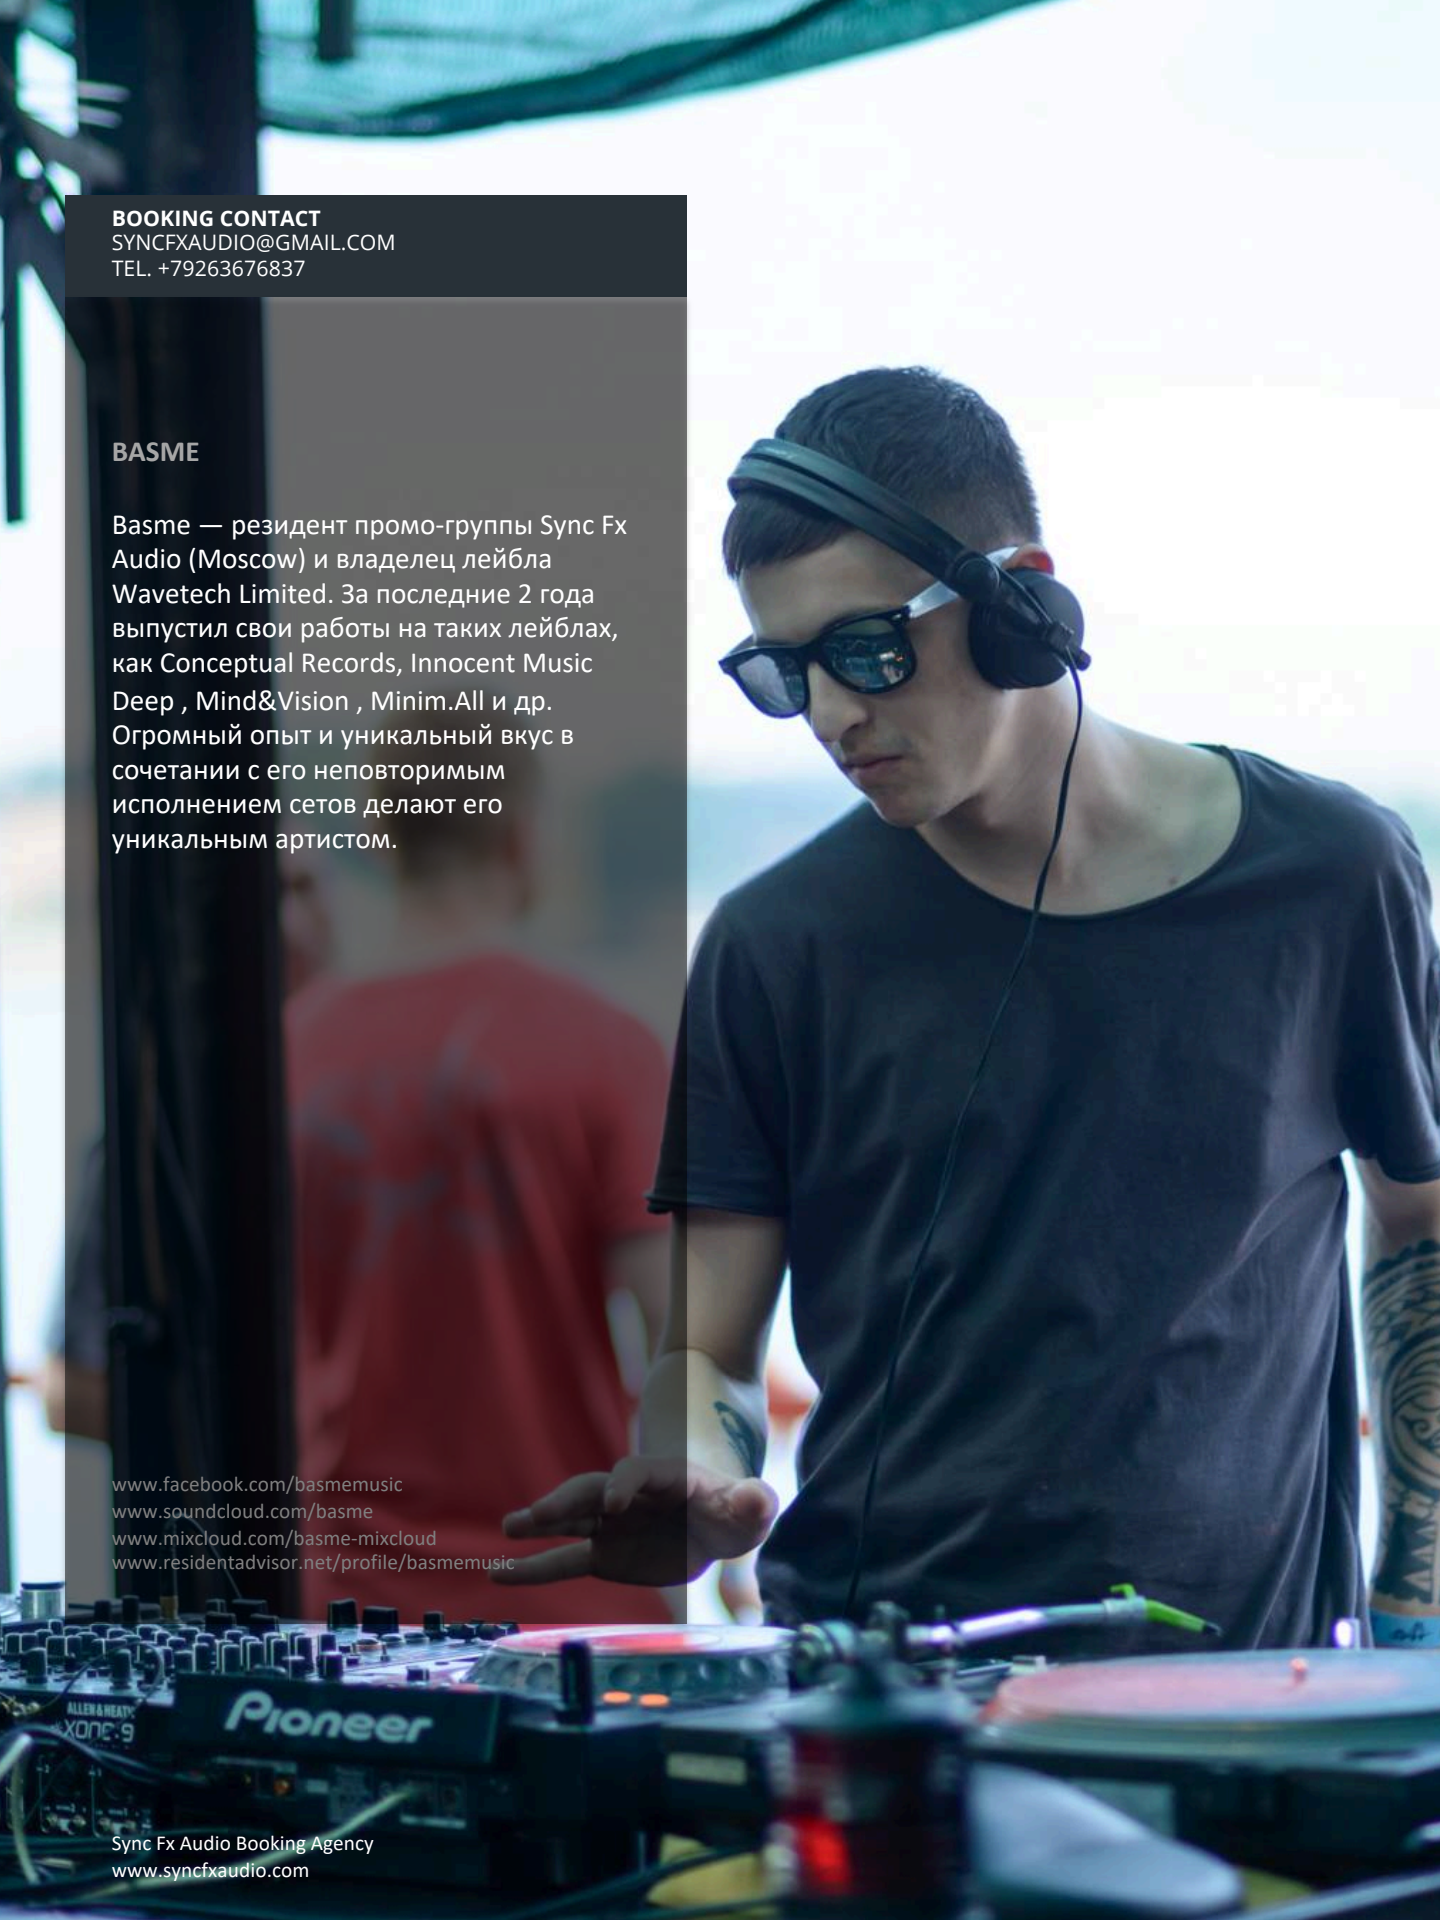 BOOKING CONTACT
SYNCFXAUDIO@GMAIL.COM
TEL. +79263676837
BASME
Basme — резидент промо-группы Sync Fx
Audio (Moscow) и владелец лейбла
Wavetech Limited. За последние 2 года
выпустил свои работы на таких лейблах,
как Conceptual Records, Innocent Music
Deep , Mind&Vision , Minim.All и др.
Огромный опыт и уникальный вкус в
сочетании с его неповторимым
исполнением сетов делают его
уникальным артистом.
www.facebook.com/basmemusic
www.soundcloud.com/basme
www.mixcloud.com/basme-mixcloud
www.residentadvisor.net/profile/basmemusic
ALLEN&HEATH
XONE:9
Pioneer
Sync Fx Audio Booking Agency
www.syncfxaudio.com